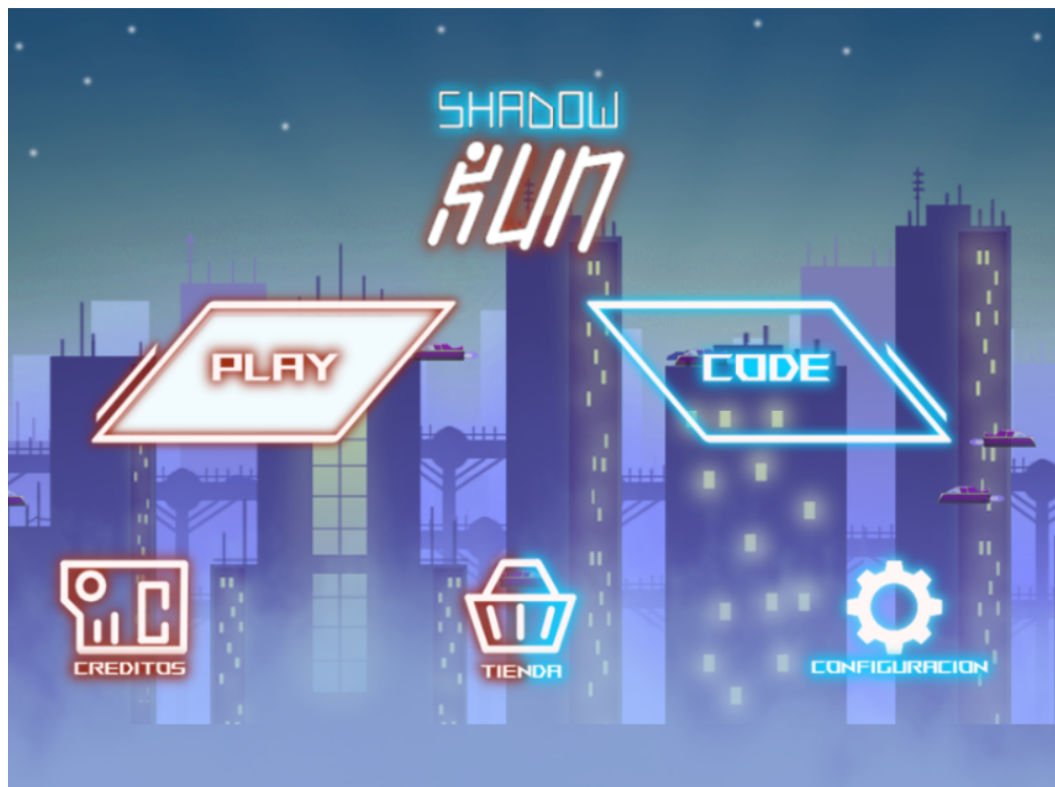 SHADOW
RUN
PLAY
CODE
CREDITOS
TIENDA
CONFIGURACION